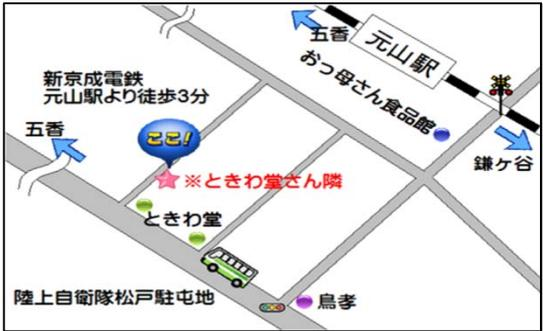 五香
元山駅
おっ母さん食品館
新京成電鉄
元山駅より徒歩3分
五香
ここ!
鎌ヶ谷
※ときわ堂さん隣
ときわ堂
陸上自衛隊松戸駐屯地
鳥孝